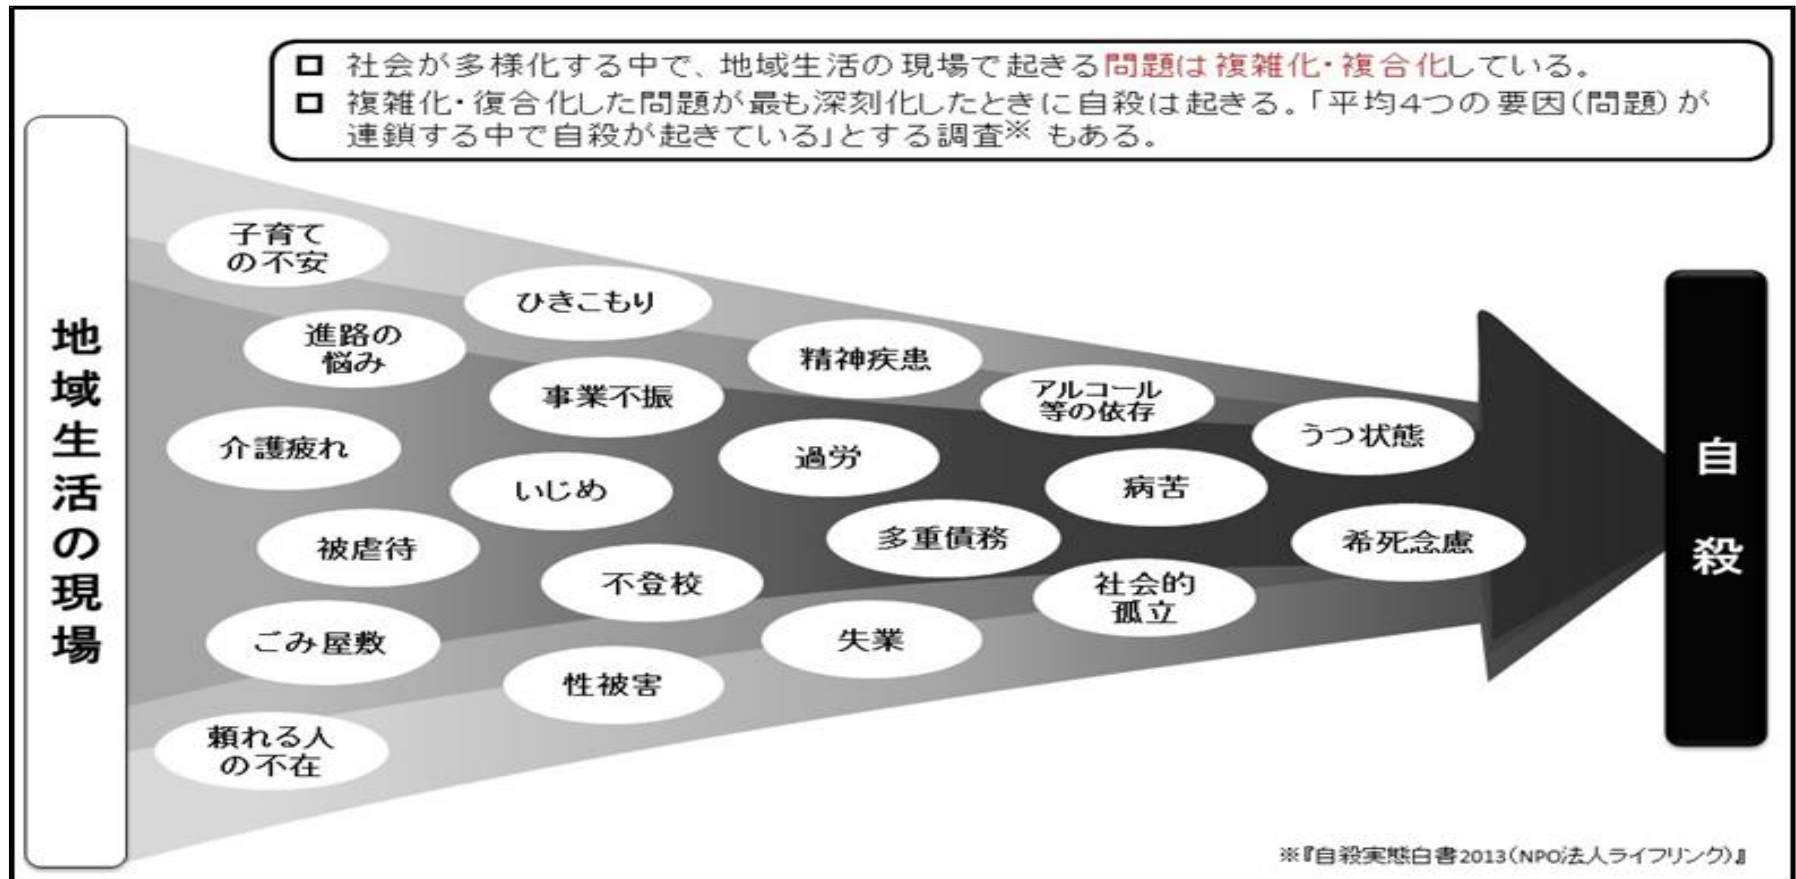 □ 社会が多様化する中で、地域生活の現場で起きる問題は複雑化・複合化している。
□ 複雑化・復合化した問題が最も深刻化したときに自殺は起きる。「平均4つの要因(問題)が
連鎖する中で自殺が起きている」とする調査※ もある。
地域生活の現場
子育て
の不安
ひきこもり
進路の
悩み
精神疾患
事業不振
アルコール
等の依存
うつ状態
介護疲れ
過労
いじめ
病苦
被虐待
多重債務
希死念慮
不登校
社会的
孤立
ごみ屋敷
失業
性被害
頼れる人
の不在
自殺
※『自殺実態白書2013(NPO法人ライフリンク)』